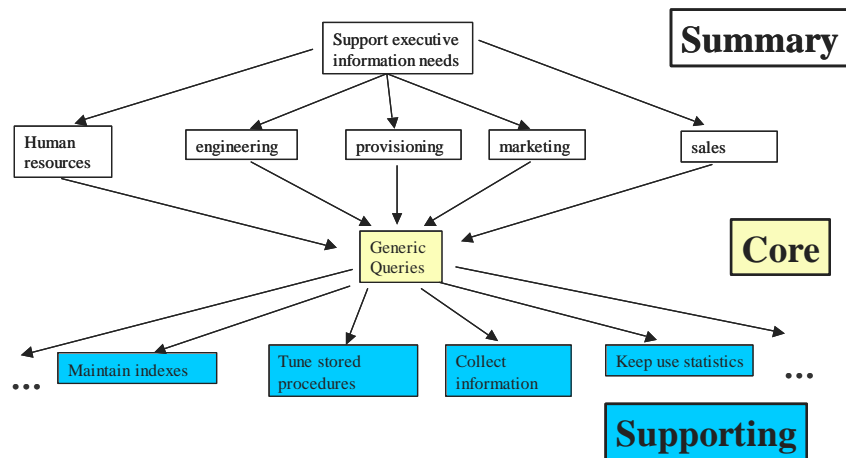 Support executive
information needs
Summary
Human
resources
engineering
provisioning
marketing
sales
Generic
Queries
Core
...
Maintain indexes
Tune stored
procedures
Collect
information
Keep use statistics
...
Supporting